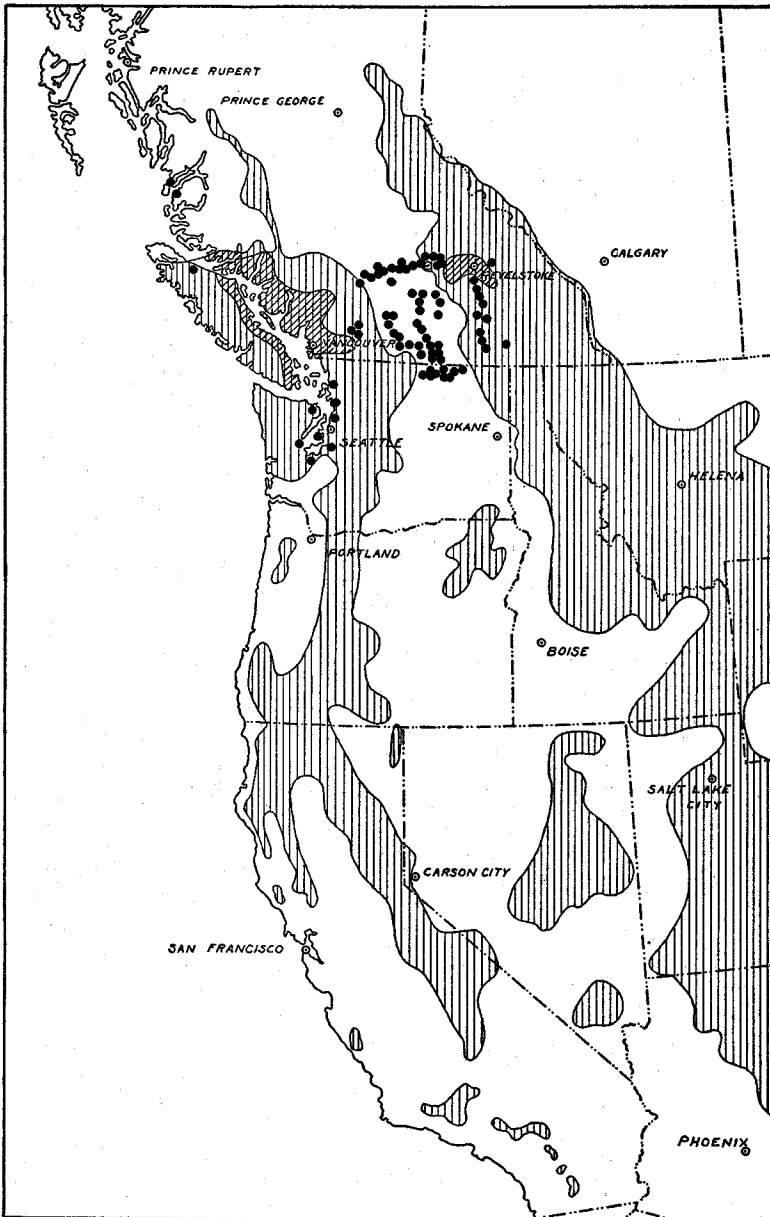 PRINCE RUPERT
PRINCE GEORGE
CALGARY
REVELSTOKE
VANCOUVER
SPOKANE
SEATTLE
HELENA
PORTLAND
BOISE
SALT LAKE
CITY
CARSON CITY
SAN FRANCISCO
PHOENIX